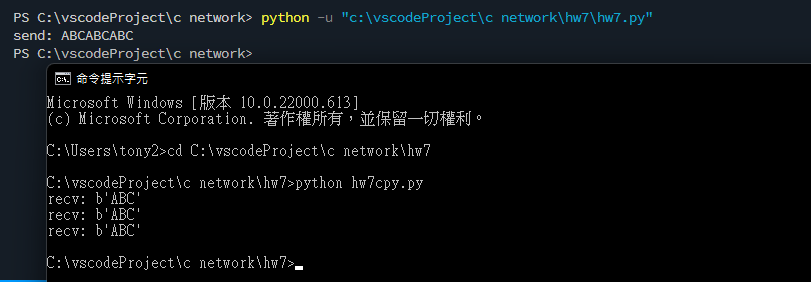 PS C:\vscodeProject\c network> python -u "c:\vscodeProject\c network\hw7\hw7.py"
send: ABCABCABC
PS C:\vscodeProject\c network>
命令提示字元
Microsoft Windows [版本 10.0.22000.613]
(c) Microsoft Corporation. 著作權所有，並保留一切權利。
C:\Users\tony2>cd C:\vscodeProject\c network\hw7
C:\vscodeProject\c network\hw7>python hw7cpy.py
recv: b'ABC'
recv: b'ABC'
recv: b'ABC'
C:\vscodeProject\c network\hw7>